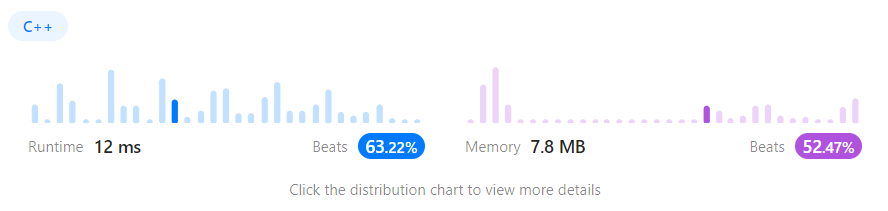 C++
Runtime 12 ms Beats 63.22% Memory 7.8 MB Beats 52.47%
Click the distribution chart to view more details